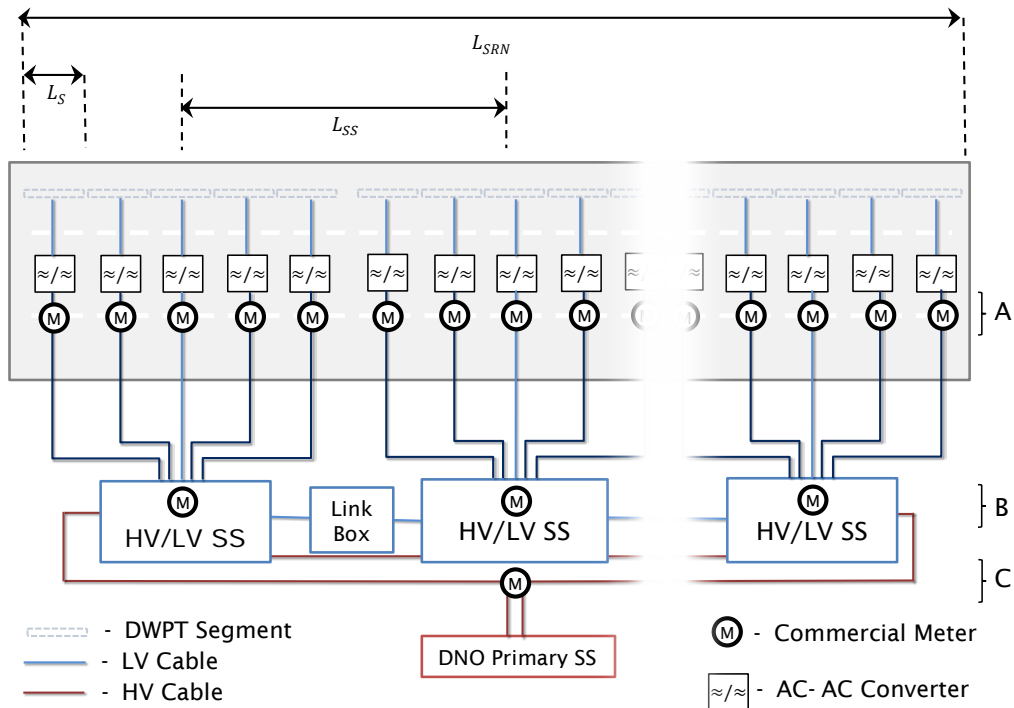 L_SRN
L_S
L_SS
≈/≈ ≈/≈ ≈/≈ ≈/≈ ≈/≈ ≈/≈ ≈/≈ ≈/≈ ≈/≈ ≈/≈ ≈/≈ ≈/≈ ≈/≈ ≈/≈
M M M M M M M M M M M M M M M A
M M M B
HV/LV SS Link Box HV/LV SS HV/LV SS
M C
- DWPT Segment
- LV Cable
- HV Cable
DNO Primary SS
M - Commercial Meter
≈/≈ - AC- AC Converter